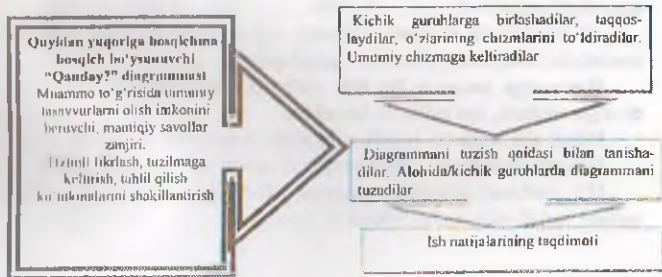 Quyidan yuqoriga bosqichma
bosqich bo'ysunuvchi
"Qanday?" diagrammasi
Muammo to'g'risida umumiy
tasavvurlarni olish imkonini
beruvchi, mantiqiy savollar
zanjiri.
Tizimli fikrlash, tuzilmaga
keltirish, tahlil qilish
ko'nikmalarini shakillantirish
Kichik guruhlarga birlashadilar, taqqos-
laydilar, o'zlarining chizmlarini to'ldiradilar.
Umumiy chizmaga keltiradilar
Diagrammani tuzish qoidasi bilan tanisha-
dilar. Alohida/kichik guruhlarda diagrammani
tuzadilar
Ish natijalarining taqdimoti